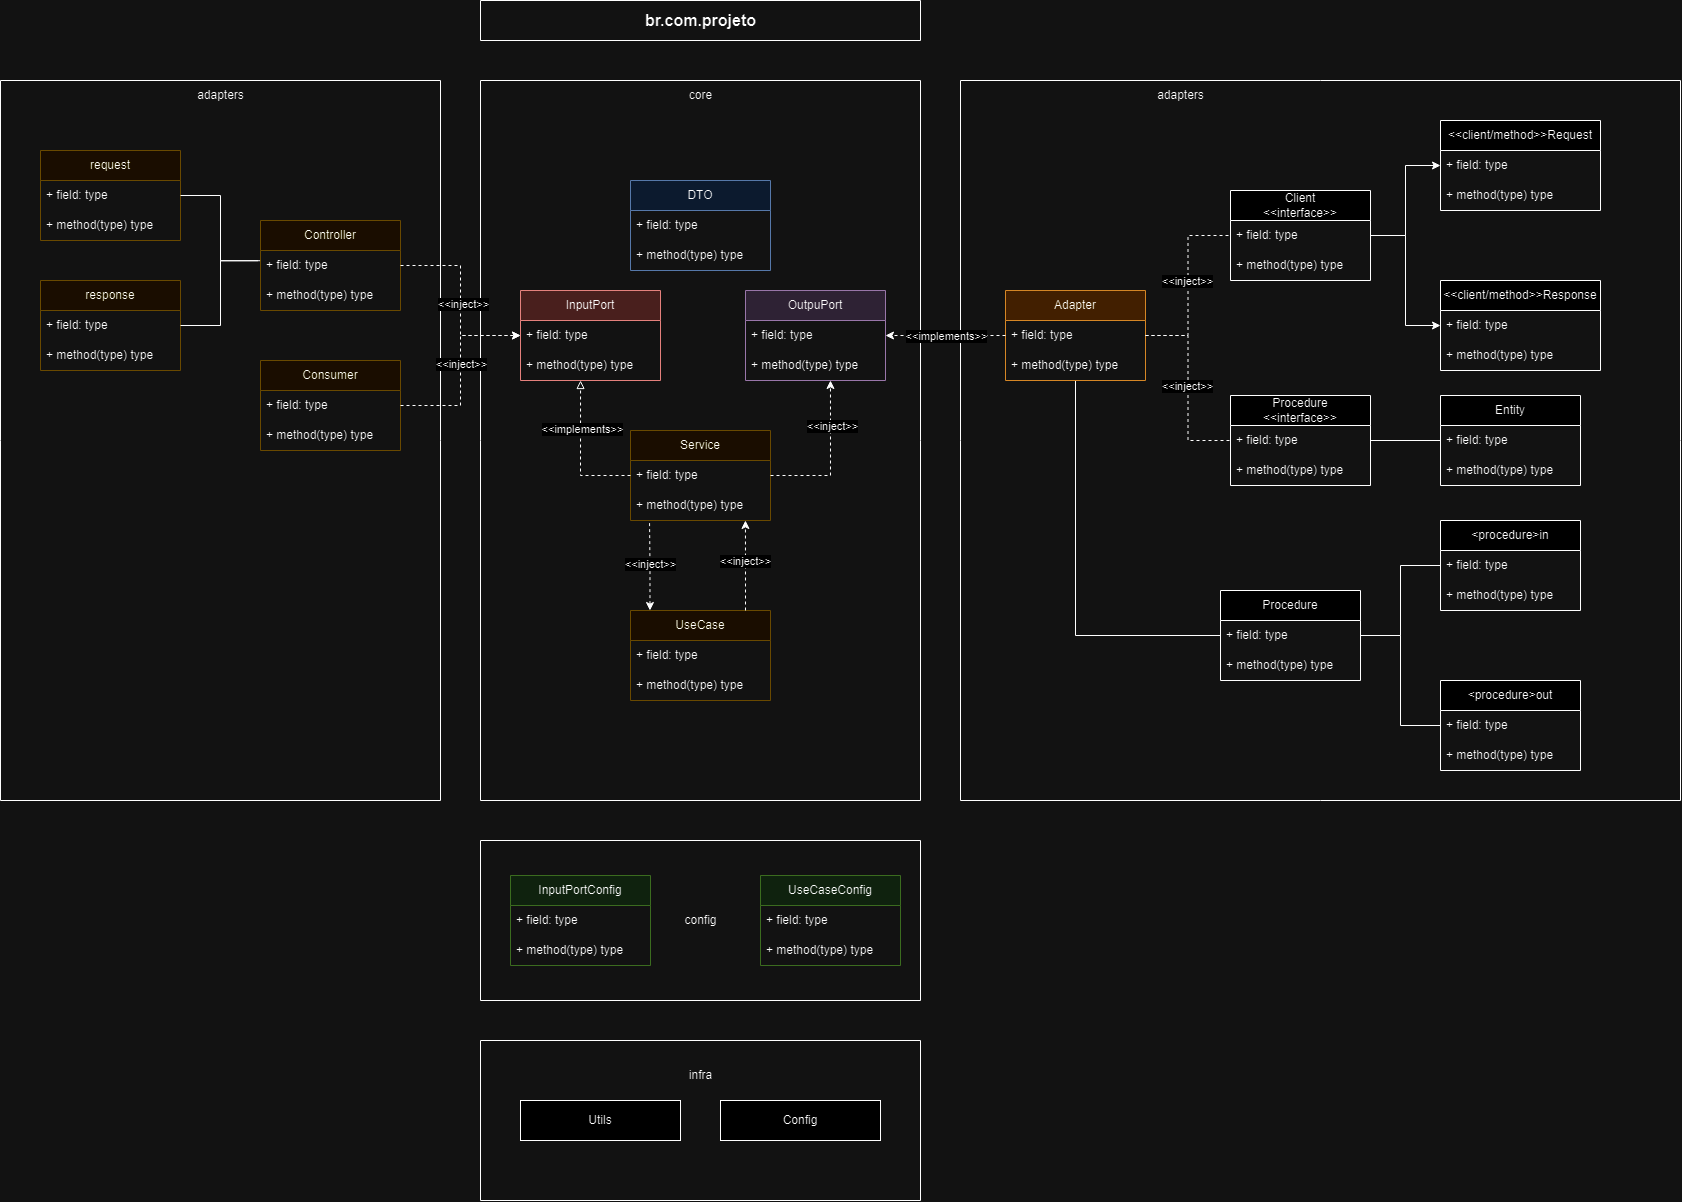 br.com.projeto
adapters
request
+ field: type
+ method(type) type
response
+ field: type
+ method(type) type
Controller
+ field: type
+ method(type) type
Consumer
+ field: type
+ method(type) type
<<inject>>
<<inject>>
core
DTO
+ field: type
+ method(type) type
InputPort
+ field: type
+ method(type) type
OutpuPort
+ field: type
+ method(type) type
<<implements>>
<<inject>>
Service
+ field: type
+ method(type) type
<<inject>>
<<inject>>
UseCase
+ field: type
+ method(type) type
<<implements>>
adapters
Adapter
+ field: type
+ method(type) type
<<inject>>
<<inject>>
Client
<<interface>>
+ field: type
+ method(type) type
<<client/method>>Request
+ field: type
+ method(type) type
<<client/method>>Response
+ field: type
+ method(type) type
Procedure
<<interface>>
+ field: type
+ method(type) type
Entity
+ field: type
+ method(type) type
Procedure
+ field: type
+ method(type) type
<procedure>in
+ field: type
+ method(type) type
<procedure>out
+ field: type
+ method(type) type
InputPortConfig
+ field: type
+ method(type) type
config
UseCaseConfig
+ field: type
+ method(type) type
infra
Utils
Config